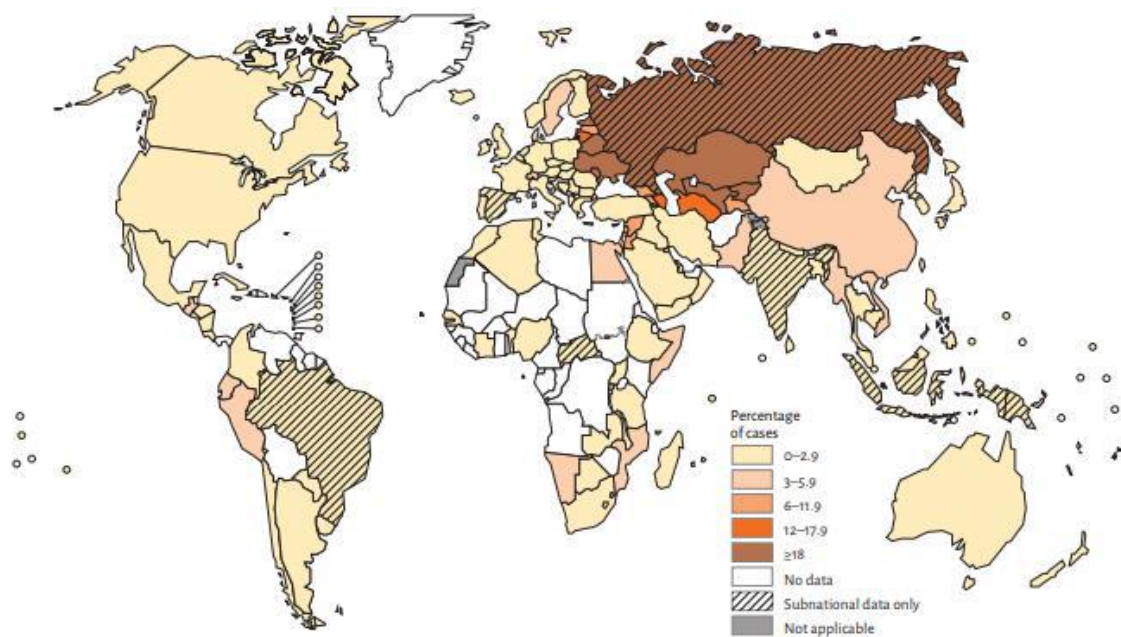 Percentage
of cases
0–2.9
3–5.9
6–11.9
12–17.9
≥18
No data
Subnational data only
Not applicable